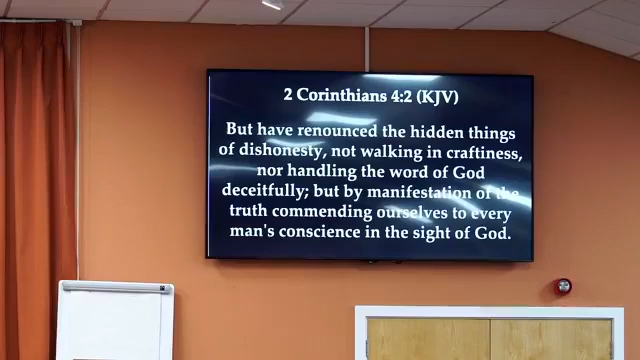 2 Corinthians 4:2 (KJV)
But have renounced the hidden things
of dishonesty, not walking in craftiness,
nor handling the word of God
deceitfully; but by manifestation of the
truth commending ourselves to every
man's conscience in the sight of God.